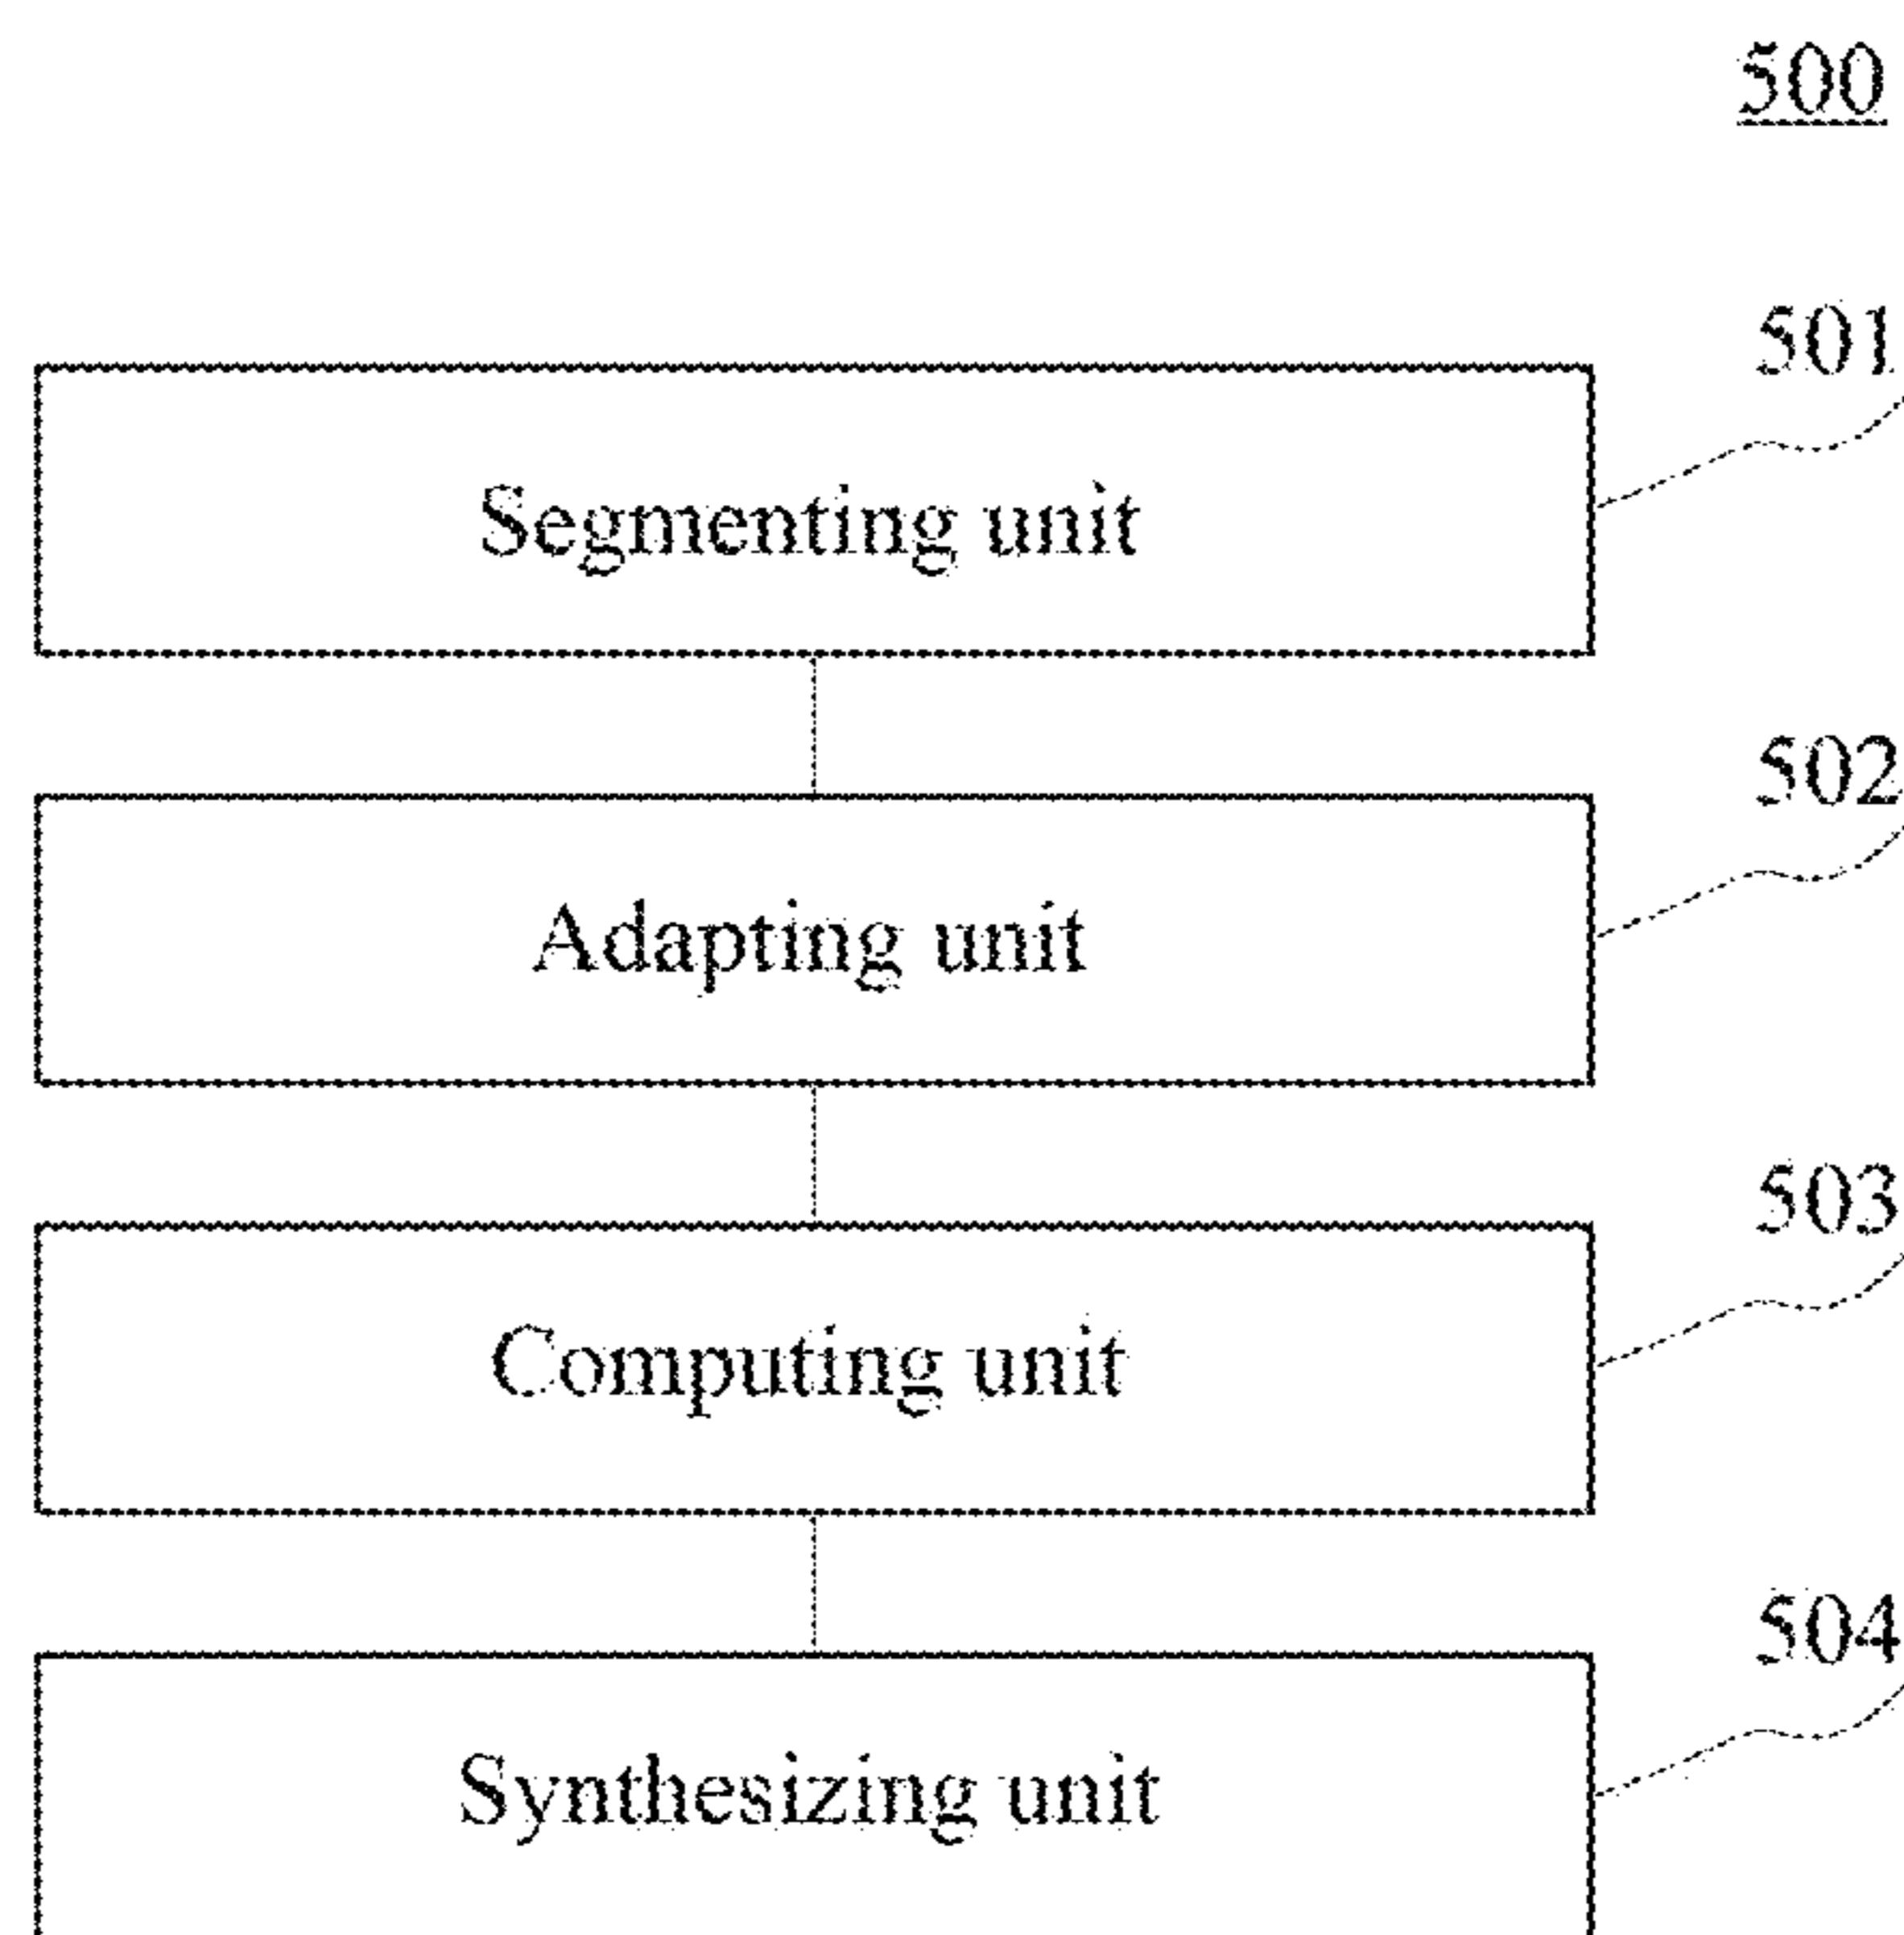 500
501
Segmenting unit
502
Adapting unit
503
Computing unit
504
Synthesizing unit